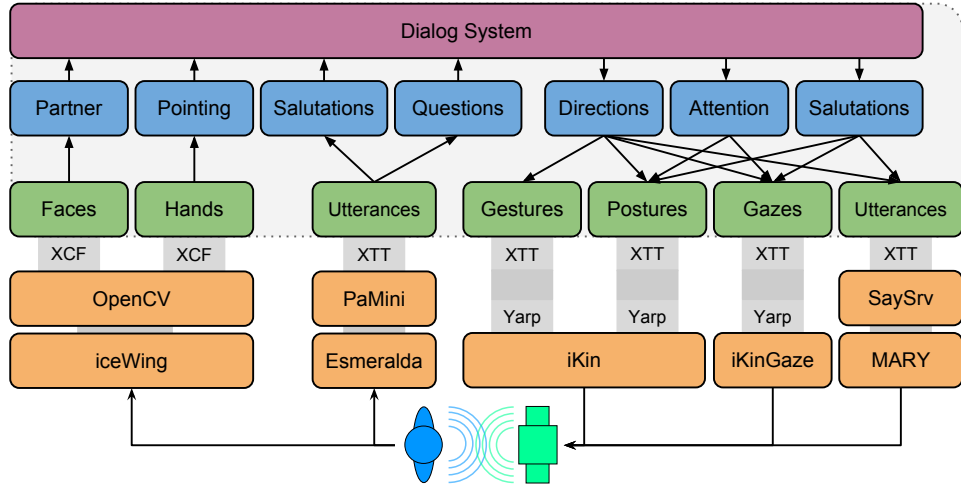 Dialog System
Partner
Pointing
Salutations
Questions
Directions
Attention
Salutations
Faces
Hands
Utterances
Gestures
Postures
Gazes
Utterances
XCF
XCF
XTT
XTT
XTT
XTT
XTT
OpenCV
PaMini
SaySrv
Yarp
Yarp
Yarp
iceWing
Esmeralda
iKin
iKinGaze
MARY